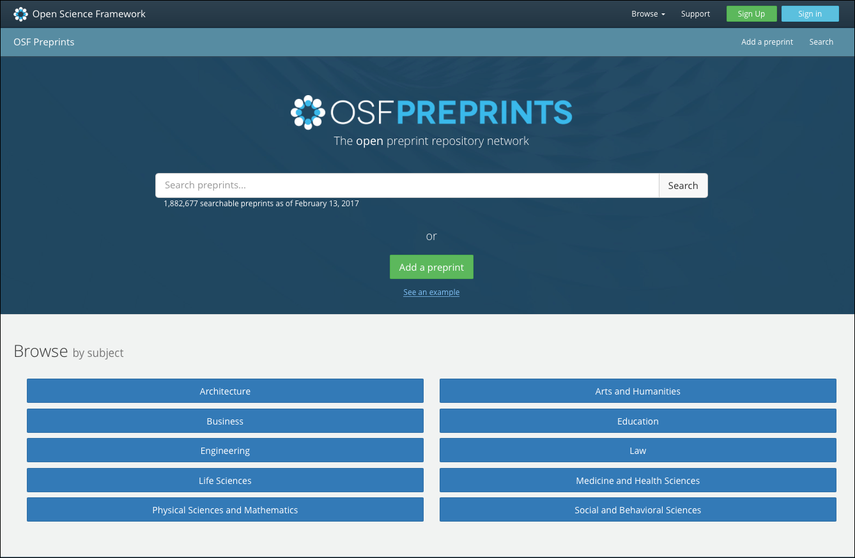 Open Science Framework Browse Support Sign Up Sign in
OSF Preprints Add a preprint Search
OSFPREPRINTS
The open preprint repository network
Search preprints... Search
1,882,677 searchable preprints as of February 13, 2017
or
Add a preprint
See an example
Browse by subject
Architecture Arts and Humanities
Business Education
Engineering Law
Life Sciences Medicine and Health Sciences
Physical Sciences and Mathematics Social and Behavioral Sciences